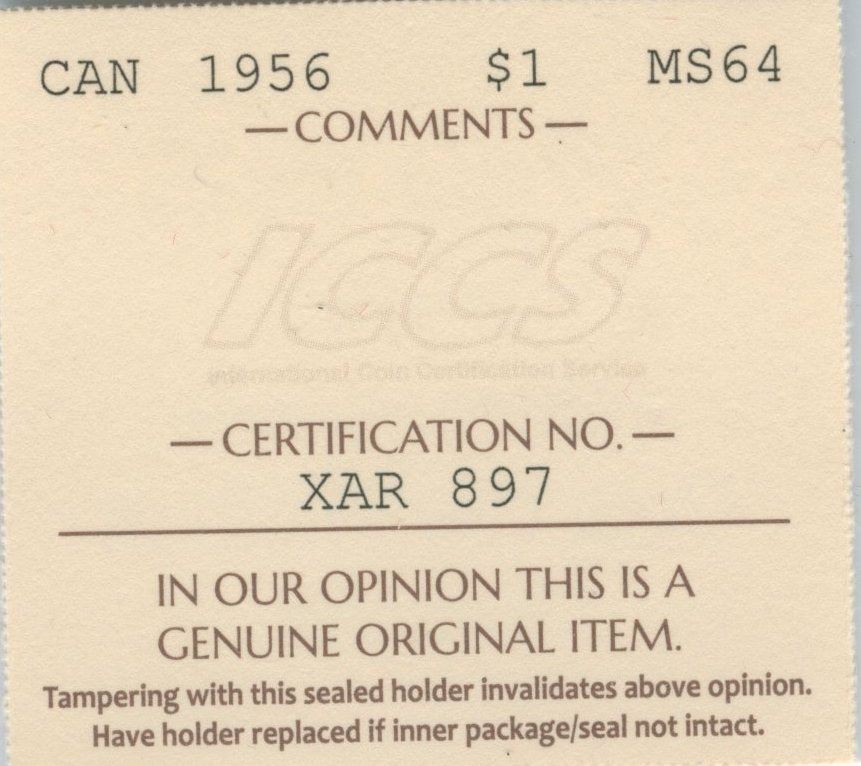 CAN 1956 $1 MS64
— COMMENTS —
ICCS
International Coin Certification Service
— CERTIFICATION NO. —
XAR 897
IN OUR OPINION THIS IS A
GENUINE ORIGINAL ITEM.
Tampering with this sealed holder invalidates above opinion.
Have holder replaced if inner package/seal not intact.